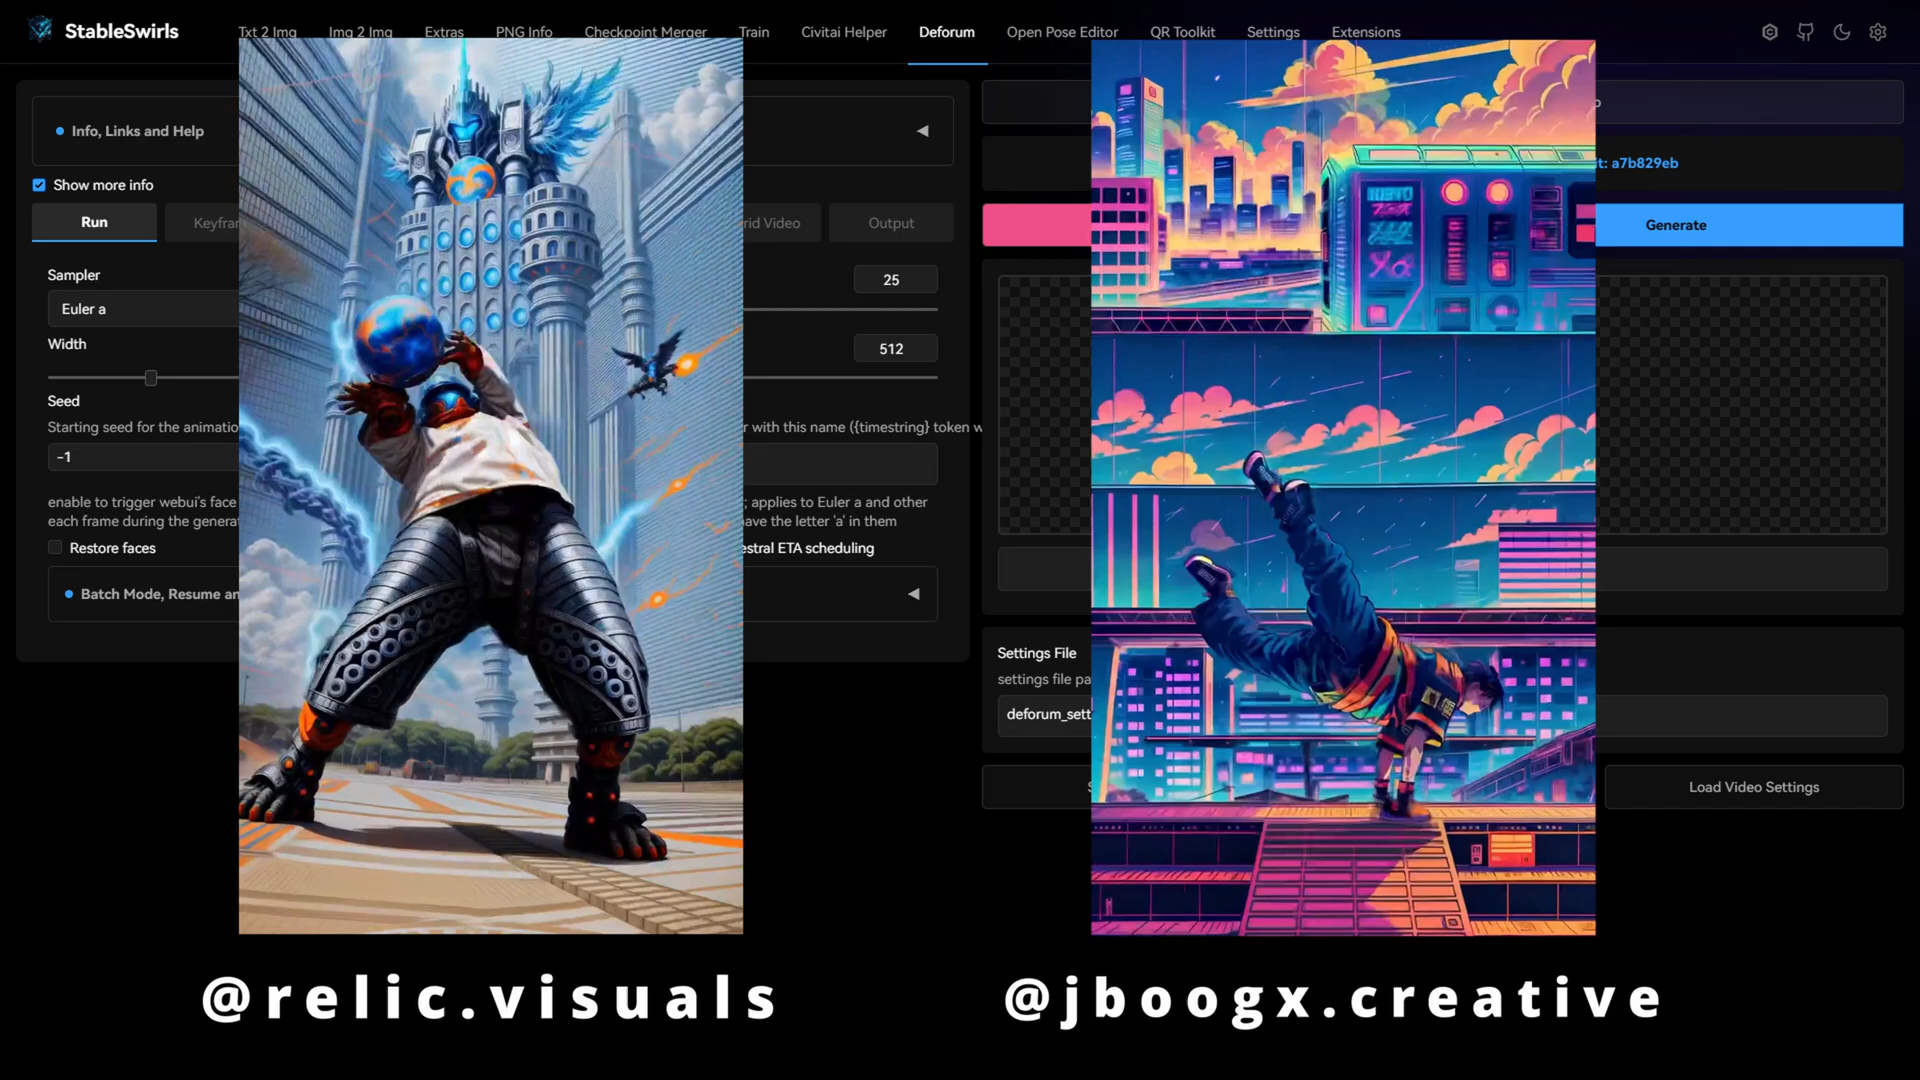 StableSwirls
Txt 2 Img
Img 2 Img
Extras
PNG Info
Checkpoint Merger
Train
Civitai Helper
Deforum
Open Pose Editor
QR Toolkit
Settings
Extensions
Info, Links and Help
Show more info
Run
Keyfra
rid Video
Output
Sampler
25
Euler a
Width
512
Seed
Starting seed for the animatio
r with this name ({timestring} token w
-1
enable to trigger webui's face
; applies to Euler a and other
each frame during the genera
ave the letter 'a' in them
Restore faces
estral ETA scheduling
Batch Mode, Resume an
t: a7b829eb
Generate
Settings File
settings file pa
deforum_sett
Load Video Settings
@relic.visuals
@jboogx.creative